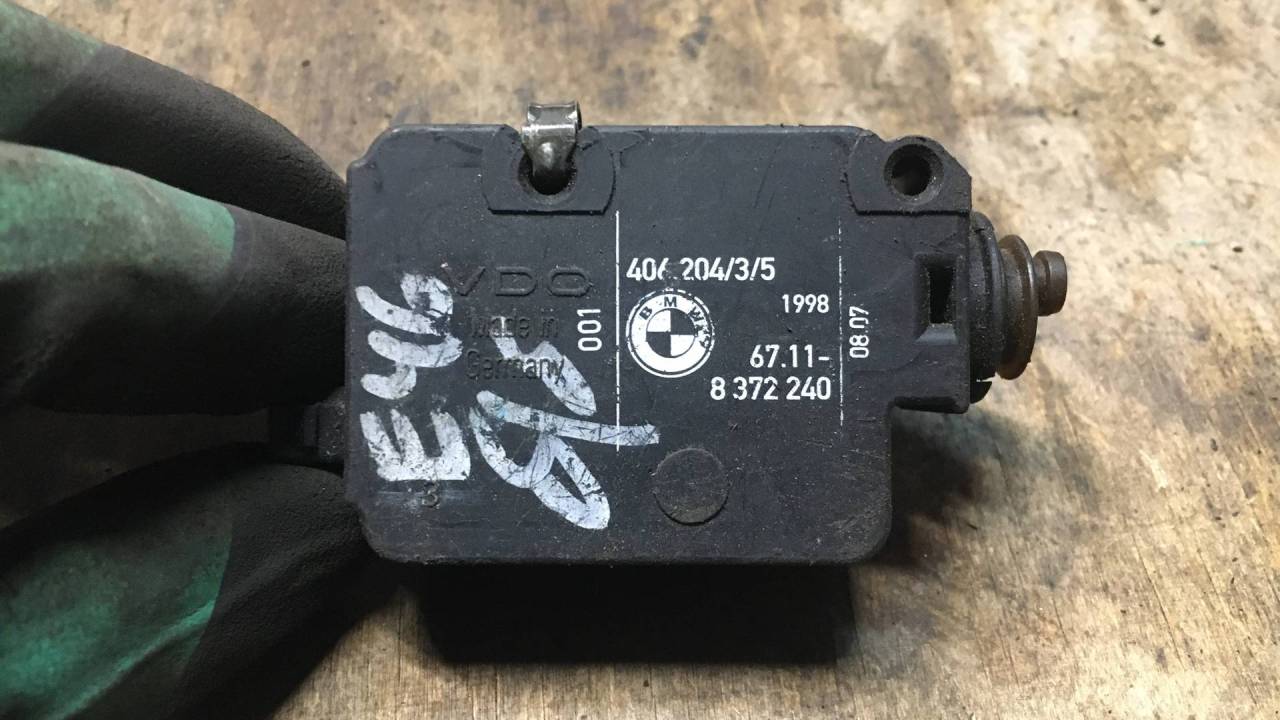 VDO
Made in
Germany
E46
001
406.204/3/5
1998
BMW
67.11-
8 372 240
08.07
3